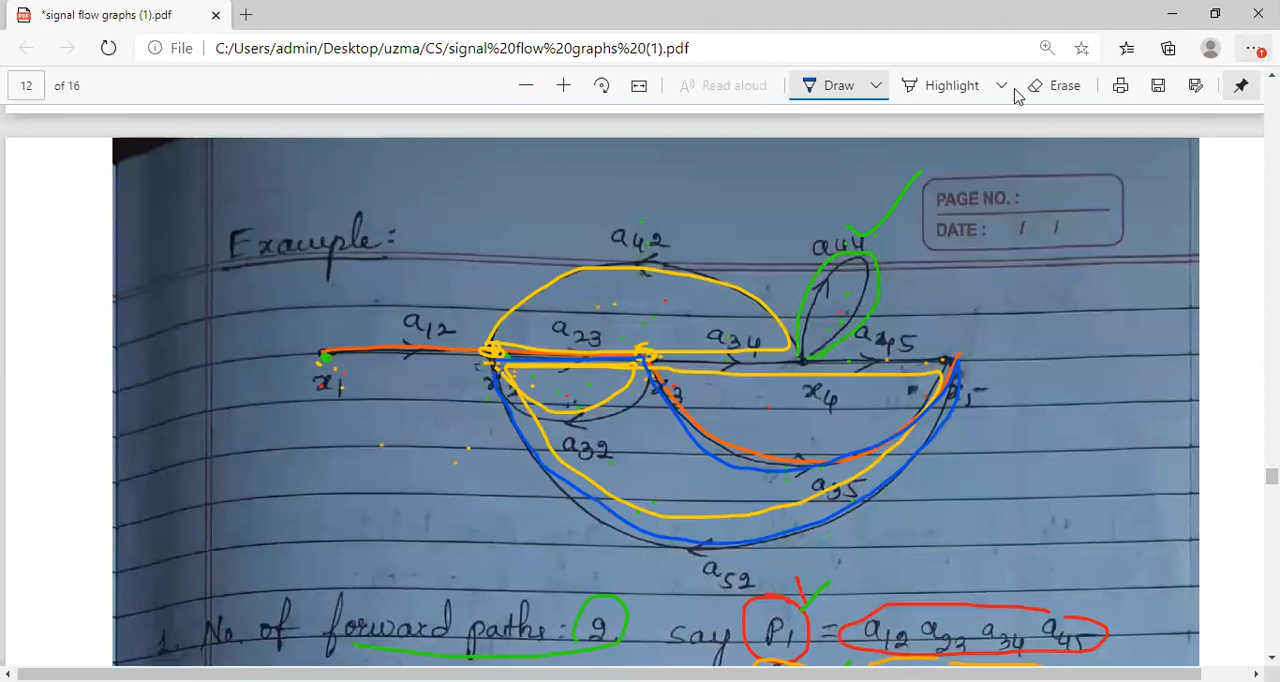 *signal flow graphs (1).pdf
File C:/Users/admin/Desktop/uzma/CS/signal%20flow%20graphs%20(1).pdf
12 of 16
Read aloud Draw Highlight Erase
PAGE NO. :
DATE : / /
Example:
a42 a44
a12 a23 a34 a45
x1 x4
a32
a35
a52
1. No. of forward paths: 2 say P1 = a12 a23 a34 a45